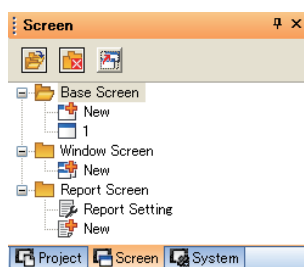 Screen
Base Screen
New
1
Window Screen
New
Report Screen
Report Setting
New
Project Screen System